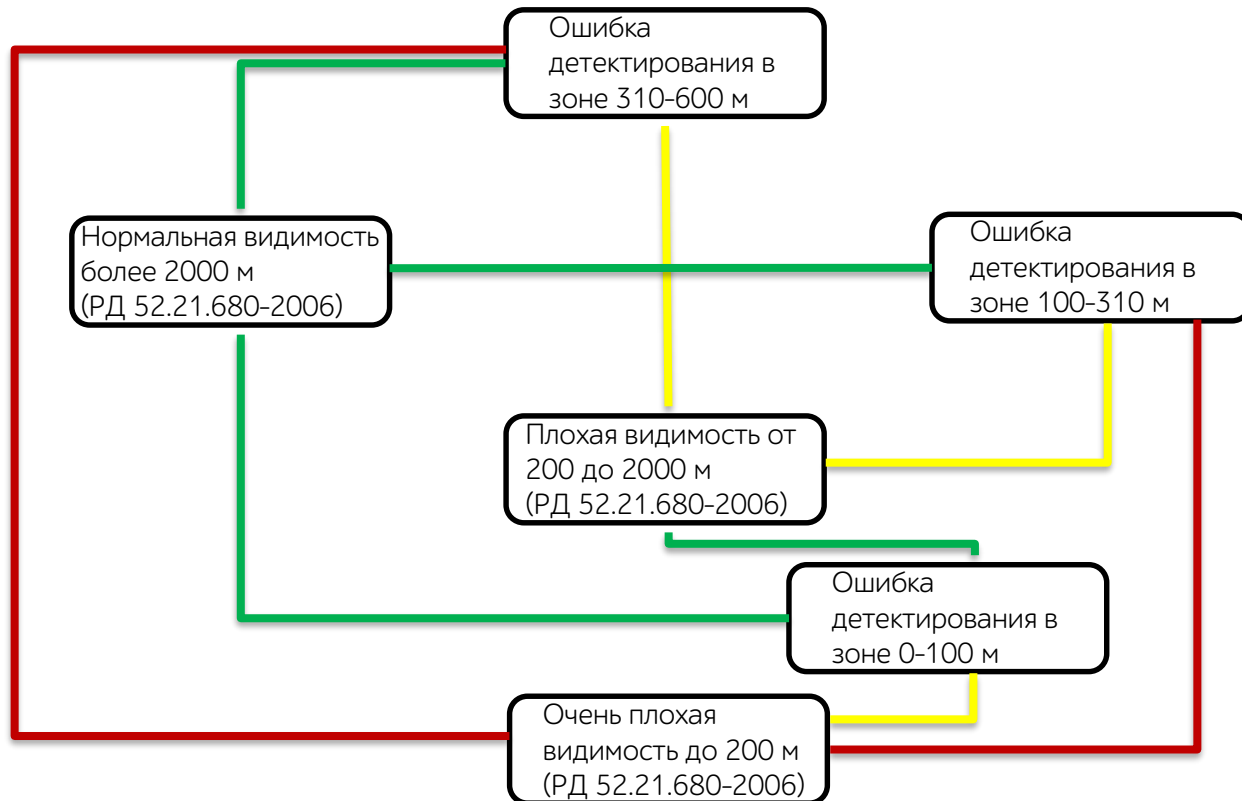 Ошибка
детектирования в
зоне 310-600 м
Нормальная видимость
более 2000 м
(РД 52.21.680-2006)
Ошибка
детектирования в
зоне 100-310 м
Плохая видимость от
200 до 2000 м
(РД 52.21.680-2006)
Ошибка
детектирования в
зоне 0-100 м
Очень плохая
видимость до 200 м
(РД 52.21.680-2006)